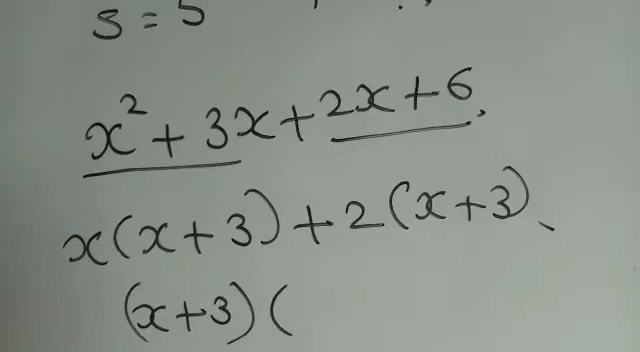 S = 5
x² + 3x + 2x + 6.
x(x + 3) + 2(x + 3)
(x + 3)(